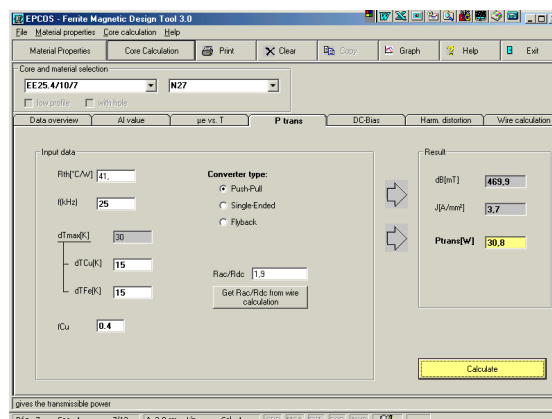 EPCOS - Ferrite Magnetic Design Tool 3.0
File Material properties Core calculation Help
Material Properties Core Calculation Print Clear Copy Graph Help Exit
Core and material selection
EE25.4/10/7 N27
low profile with hole
Data overview Al value µe vs. T P trans DC-Bias Harm. distortion Wire calculation
Input data Result
Rth[°C/W] 41, Converter type: dB[mT] 469,9
Push-Pull
f(kHz) 25 Single-Ended J[A/mm²] 3,7
Flyback
dTmax[K] 30 Ptrans[W] 30,8
dTCu[K] 15
Rac/Rdc 1,9
dTFe[K] 15 Get Rac/Rdc from wire
calculation
fCu 0.4
Calculate
gives the transmissible power